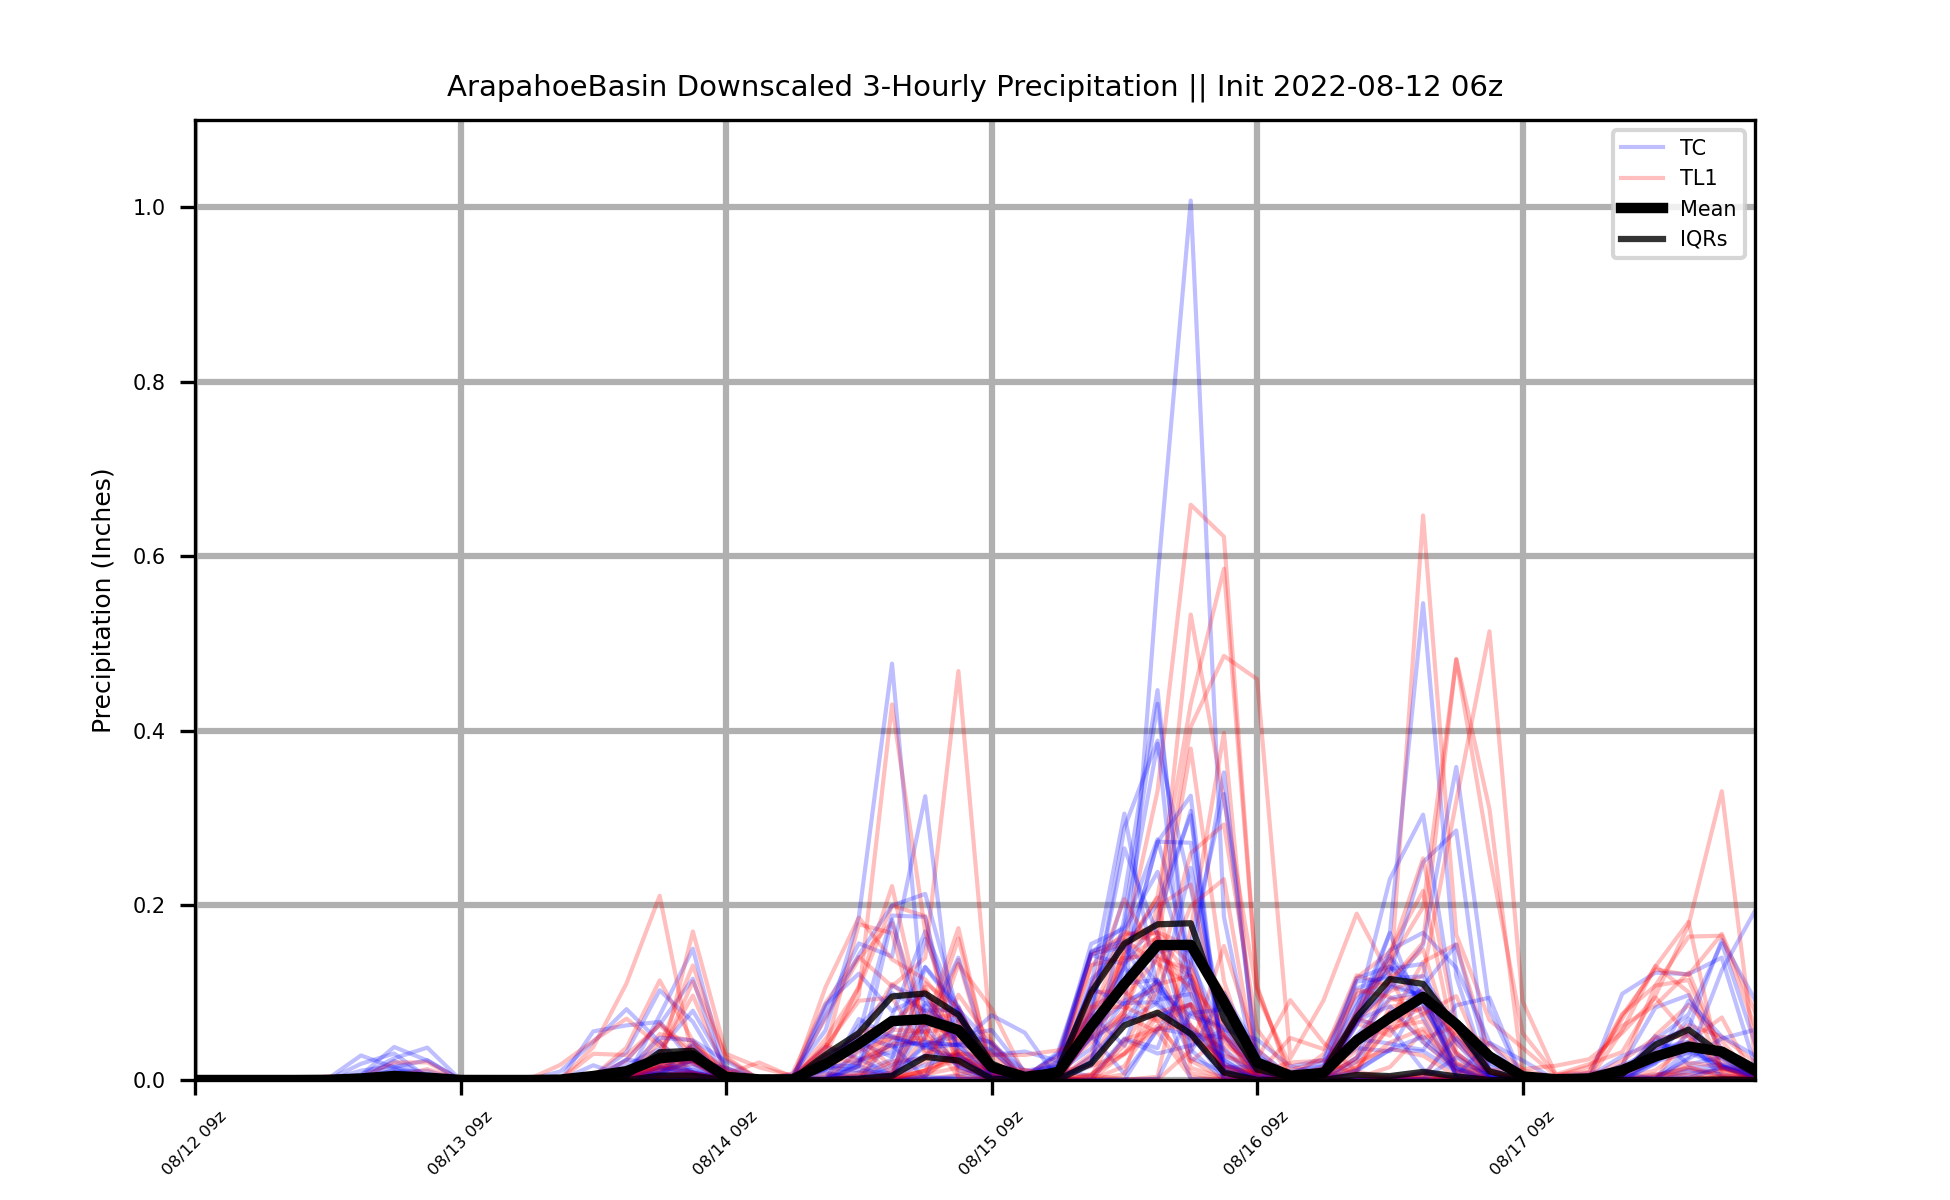 ArapahoeBasin Downscaled 3-Hourly Precipitation || Init 2022-08-12 06z
TC
TL1
Mean
IQRs
Precipitation (Inches)
1.0
0.8
0.6
0.4
0.2
0.0
08/12 09z
08/13 09z
08/14 09z
08/15 09z
08/16 09z
08/17 09z